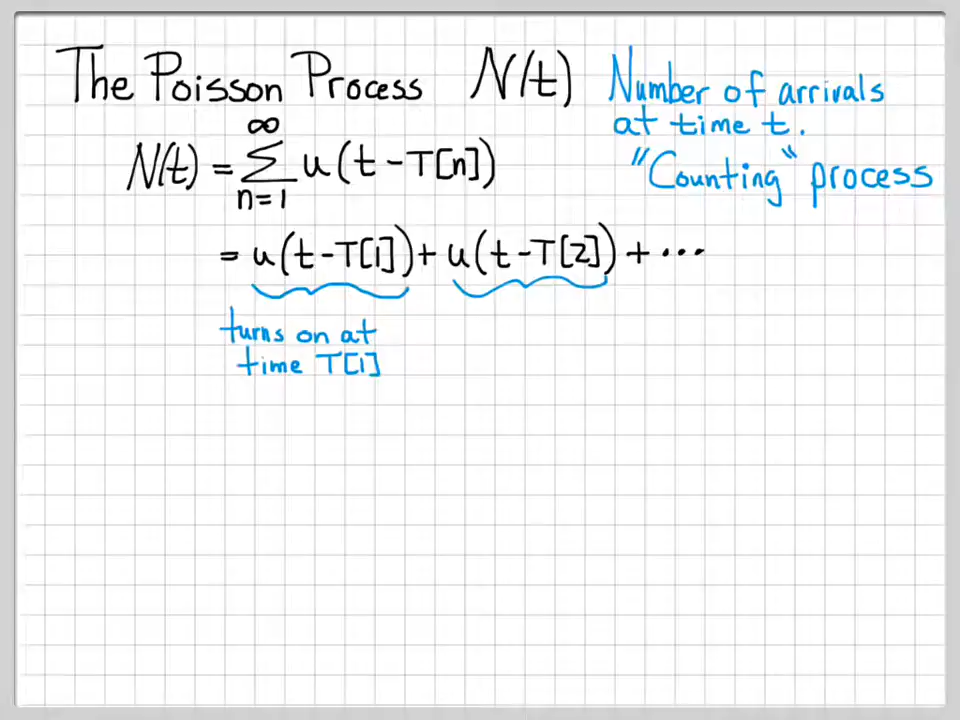 The Poisson Process N(t) Number of arrivals
at time t.
"Counting" process
N(t) = ∞ Σ n=1 u(t-T[n])
= u(t-T[1]) + u(t-T[2]) + ...
turns on at
time T[1]